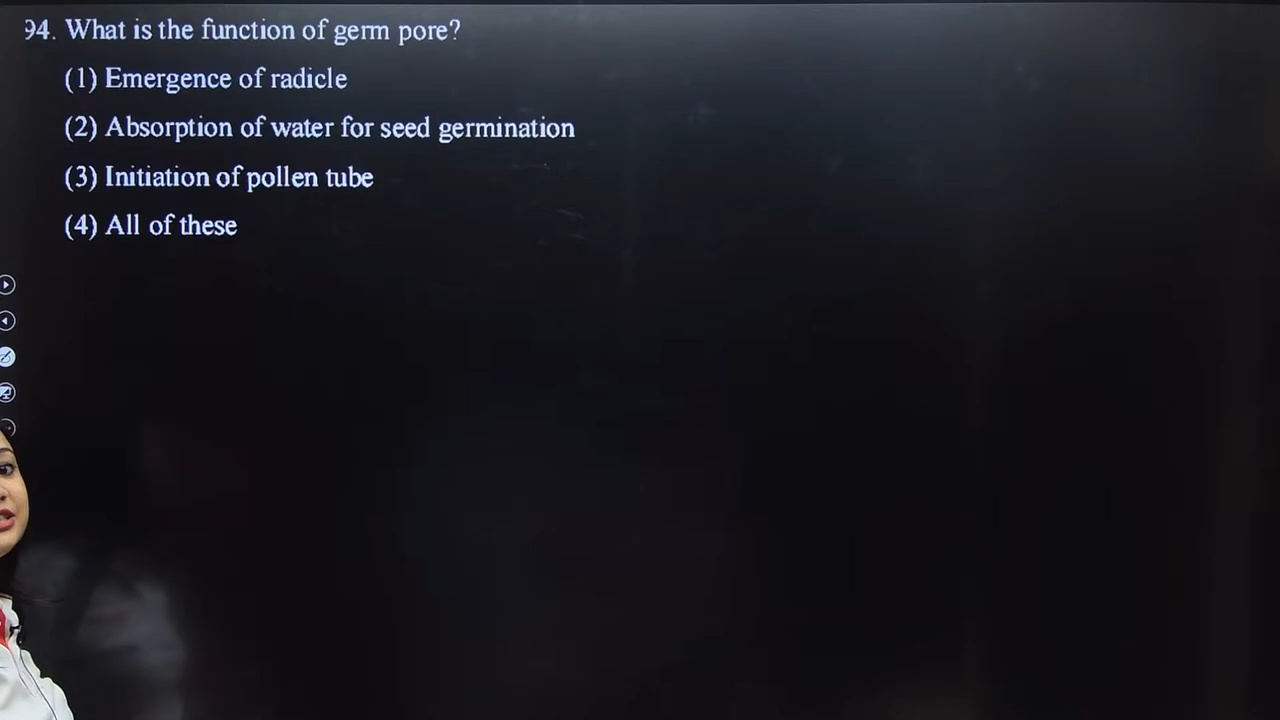 94. What is the function of germ pore?
(1) Emergence of radicle
(2) Absorption of water for seed germination
(3) Initiation of pollen tube
(4) All of these